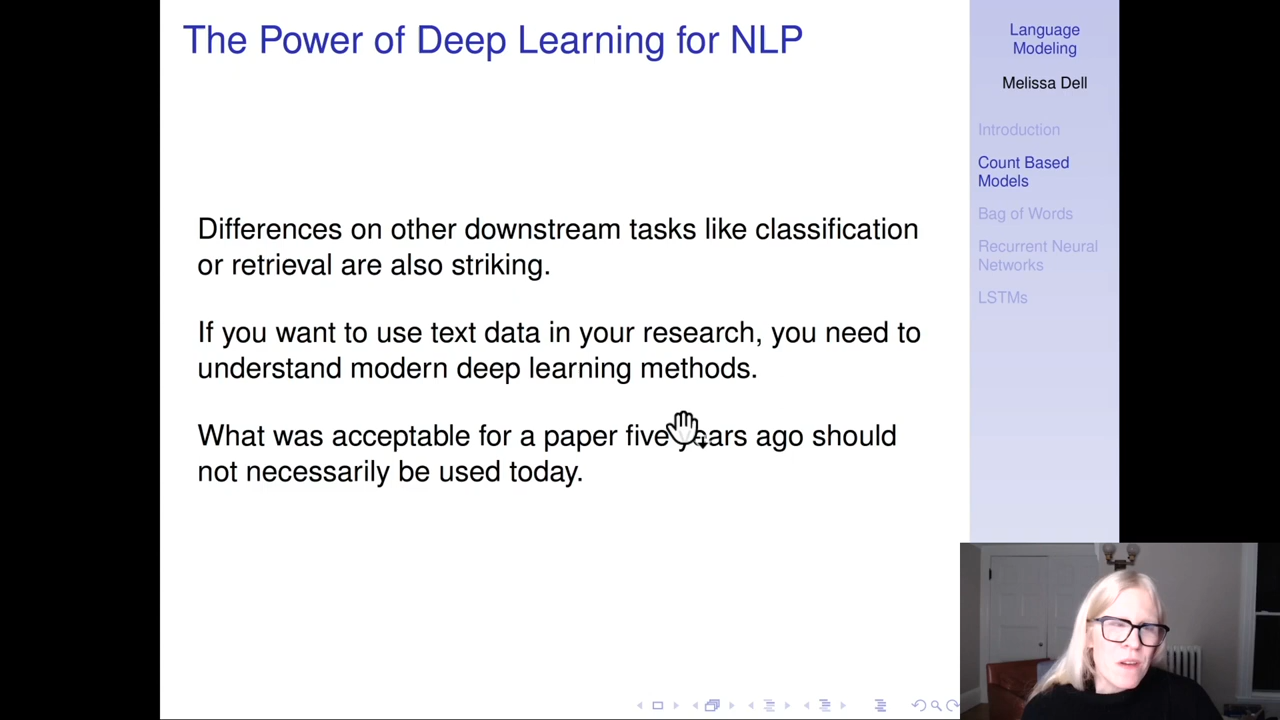 The Power of Deep Learning for NLP
Differences on other downstream tasks like classification
or retrieval are also striking.
If you want to use text data in your research, you need to
understand modern deep learning methods.
What was acceptable for a paper five years ago should
not necessarily be used today.
Language
Modeling
Melissa Dell
Introduction
Count Based
Models
Bag of Words
Recurrent Neural
Networks
LSTMs